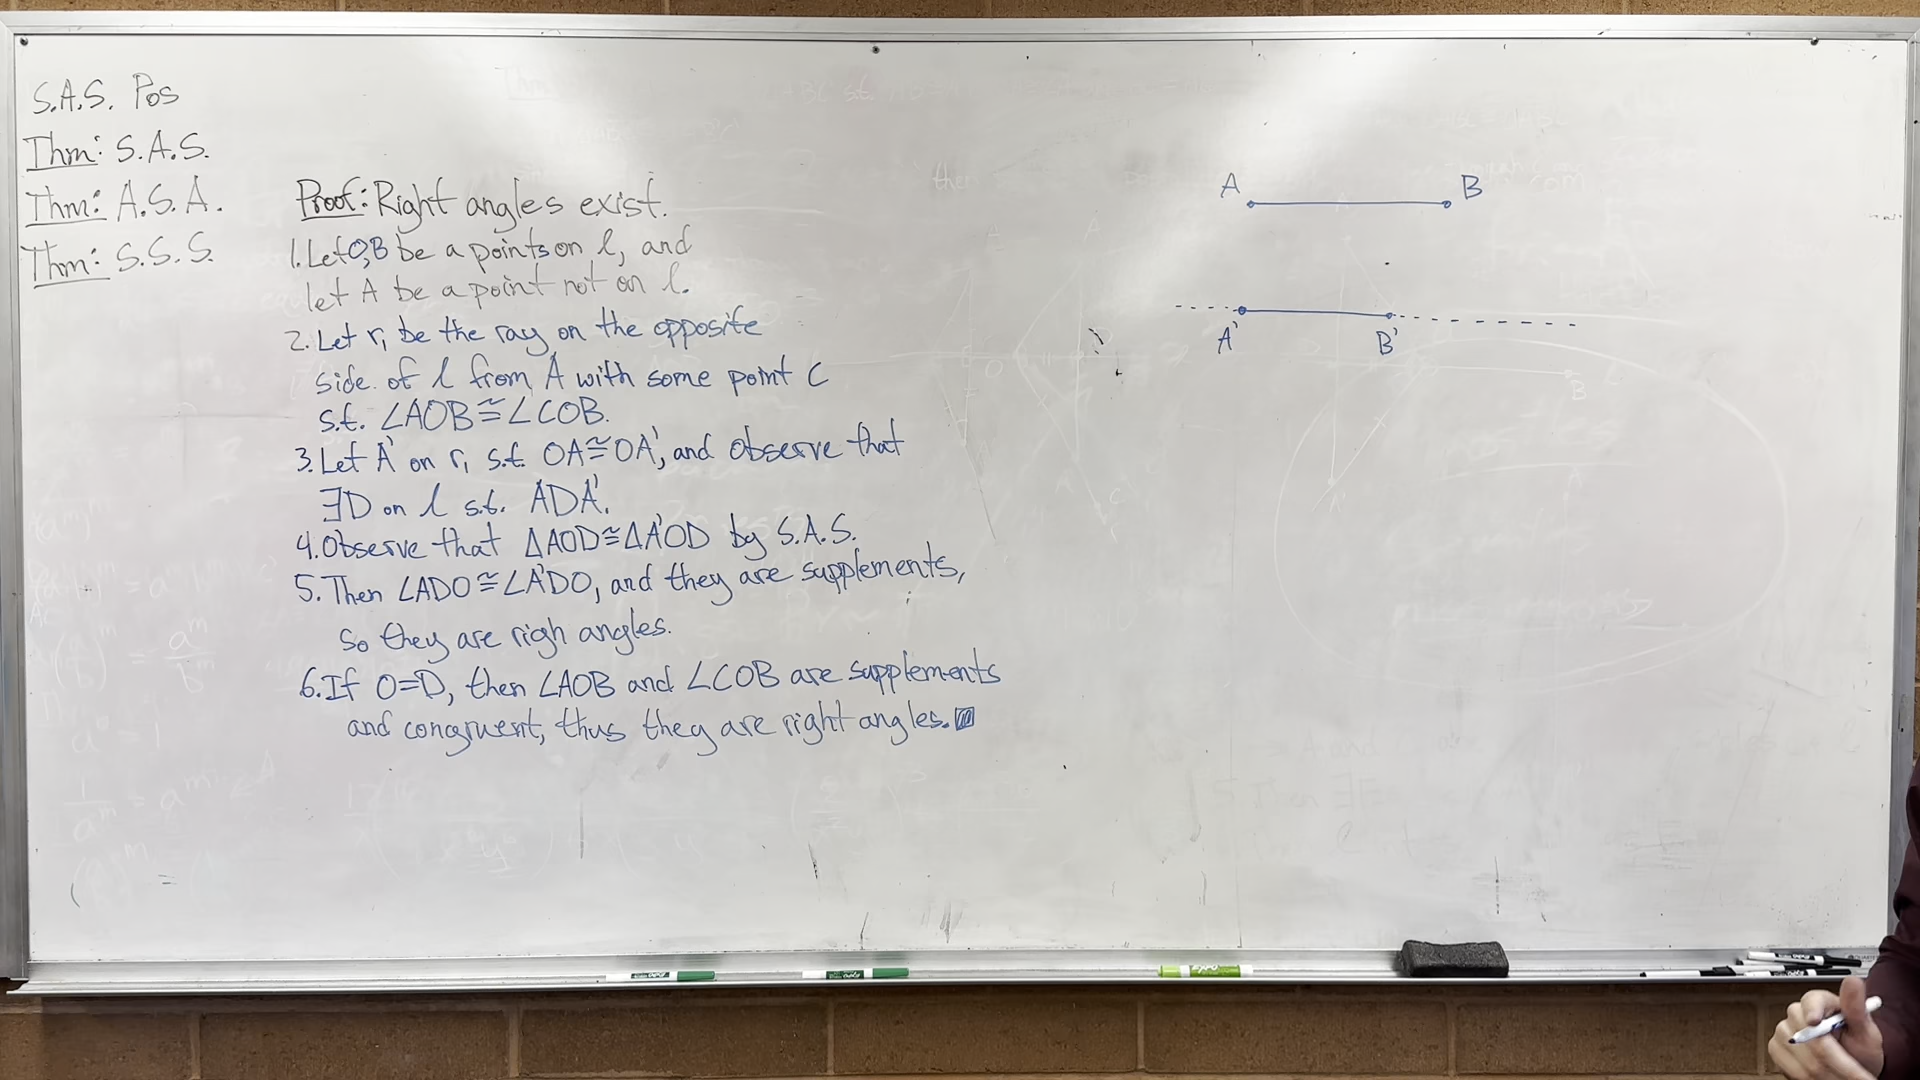 S.A.S. Pos
Thm: S.A.S.
Thm: A.S.A.
Thm: S.S.S.
Proof: Right angles exist.
1. Let O,B be a points on l, and
let A be a point not on l.
2. Let r₁ be the ray on the opposite
side of l from A with some point C
s.t. ∠AOB≅∠COB.
3. Let A' on r₁ s.t. OA≅OA', and observe that
∃D on l s.t. ADA'.
4. Observe that ΔAOD≅ΔA'OD by S.A.S.
5. Then ∠ADO≅∠A'DO, and they are supplements,
so they are righ angles.
6. If O=D, then ∠AOB and ∠COB are supplements
and congruent, thus they are right angles.
A B
A' B'